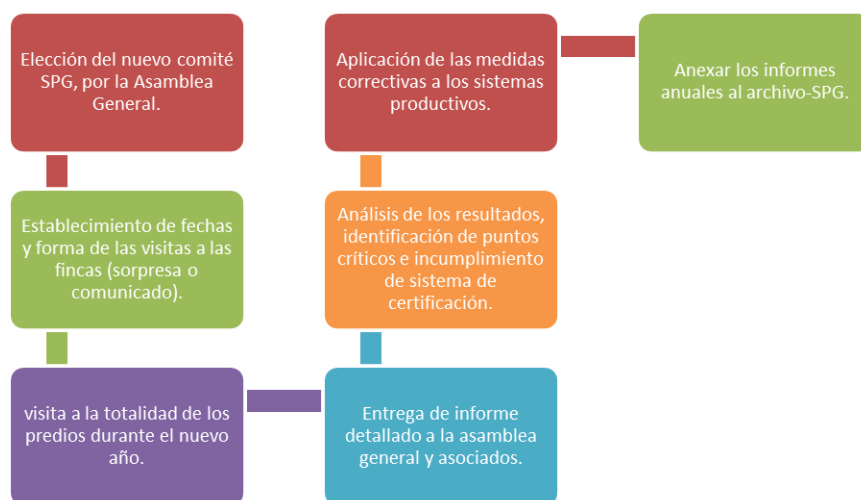 Elección del nuevo comité
SPG, por la Asamblea
General.
Establecimiento de fechas
y forma de las visitas a las
fincas (sorpresa o
comunicado).
visita a la totalidad de los
predios durante el nuevo
año.
Entrega de informe
detallado a la asamblea
general y asociados.
Análisis de los resultados,
identificación de puntos
críticos e incumplimiento
de sistema de
certificación.
Aplicación de las medidas
correctivas a los sistemas
productivos.
Anexar los informes
anuales al archivo-SPG.